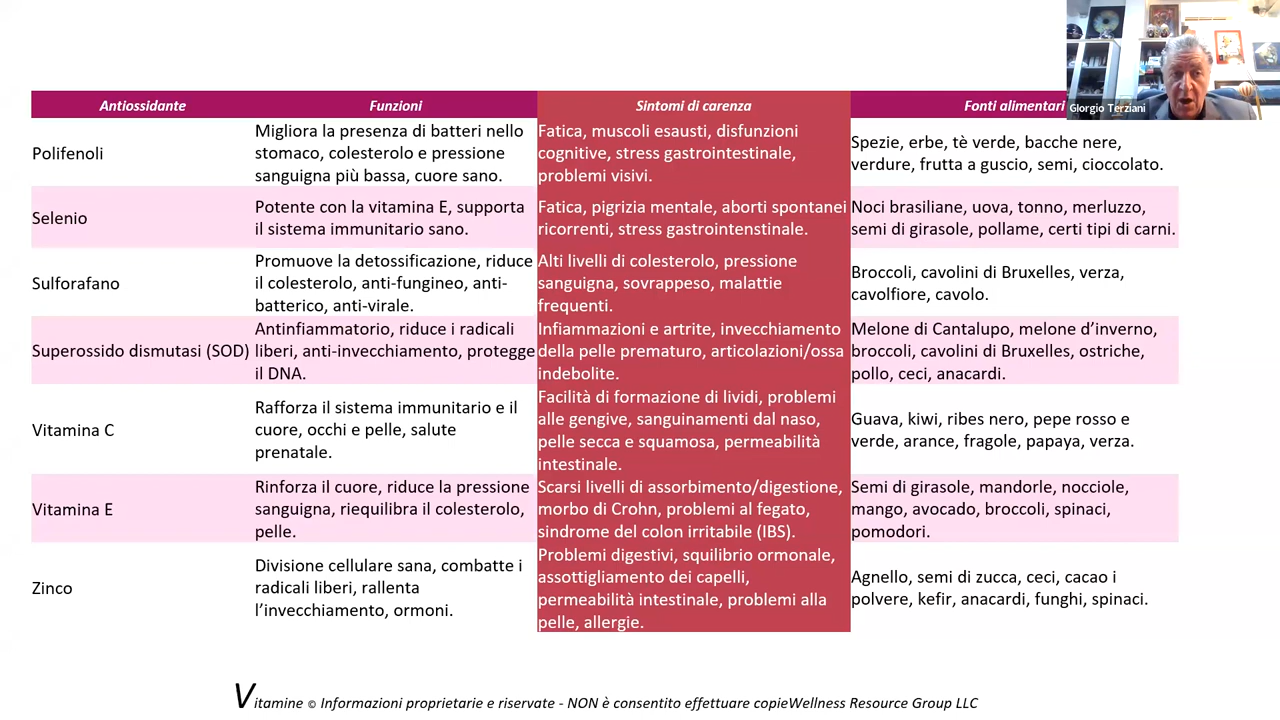 Giorgio Terziani
Antiossidante Funzioni Sintomi di carenza Fonti alimentari
Polifenoli
Migliora la presenza di batteri nello
stomaco, colesterolo e pressione
sanguigna più bassa, cuore sano.
Fatica, muscoli esausti, disfunzioni
cognitive, stress gastrointestinale,
problemi visivi.
Spezie, erbe, tè verde, bacche nere,
verdure, frutta a guscio, semi, cioccolato.
Selenio
Potente con la vitamina E, supporta
il sistema immunitario sano.
Fatica, pigrizia mentale, aborti spontanei
ricorrenti, stress gastrointenstinale.
Noci brasiliane, uova, tonno, merluzzo,
semi di girasole, pollame, certi tipi di carni.
Sulforafano
Promuove la detossificazione, riduce
il colesterolo, anti-fungineo, anti-
batterico, anti-virale.
Alti livelli di colesterolo, pressione
sanguigna, sovrappeso, malattie
frequenti.
Broccoli, cavolini di Bruxelles, verza,
cavolfiore, cavolo.
Superossido dismutasi (SOD)
Antinfiammatorio, riduce i radicali
liberi, anti-invecchiamento, protegge
il DNA.
Infiammazioni e artrite, invecchiamento
della pelle prematuro, articolazioni/ossa
indebolite.
Melone di Cantalupo, melone d’inverno,
broccoli, cavolini di Bruxelles, ostriche,
pollo, ceci, anacardi.
Vitamina C
Rafforza il sistema immunitario e il
cuore, occhi e pelle, salute
prenatale.
Facilità di formazione di lividi, problemi
alle gengive, sanguinamenti dal naso,
pelle secca e squamosa, permeabilità
intestinale.
Guava, kiwi, ribes nero, pepe rosso e
verde, arance, fragole, papaya, verza.
Vitamina E
Rinforza il cuore, riduce la pressione
sanguigna, riequilibra il colesterolo,
pelle.
Scarsi livelli di assorbimento/digestione,
morbo di Crohn, problemi al fegato,
sindrome del colon irritabile (IBS).
Semi di girasole, mandorle, nocciole,
mango, avocado, broccoli, spinaci,
pomodori.
Zinco
Divisione cellulare sana, combatte i
radicali liberi, rallenta
l’invecchiamento, ormoni.
Problemi digestivi, squilibrio ormonale,
assottigliamento dei capelli,
permeabilità intestinale, problemi alla
pelle, allergie.
Agnello, semi di zucca, ceci, cacao i
polvere, kefir, anacardi, funghi, spinaci.
Vitamine © Informazioni proprietarie e riservate - NON è consentito effettuare copieWellness Resource Group LLC